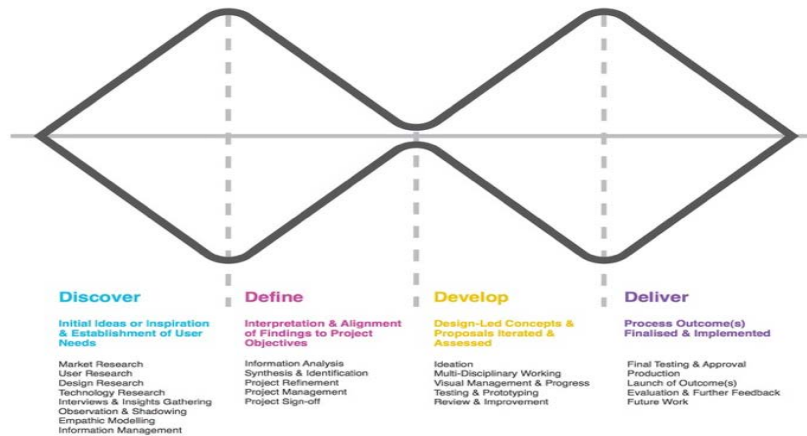 Discover
Initial Ideas or Inspiration
& Establishment of User
Needs
Market Research
User Research
Design Research
Technology Research
Interviews & Insights Gathering
Observation & Shadowing
Empathic Modelling
Information Management
Define
Interpretation & Alignment
of Findings to Project
Objectives
Information Analysis
Synthesis & Identification
Project Refinement
Project Management
Project Sign-off
Develop
Design-Led Concepts &
Proposals Iterated &
Assessed
Ideation
Multi-Disciplinary Working
Visual Management & Progress
Testing & Prototyping
Review & Improvement
Deliver
Process Outcome(s)
Finalised & Implemented
Final Testing & Approval
Production
Launch of Outcome(s)
Evaluation & Further Feedback
Future Work